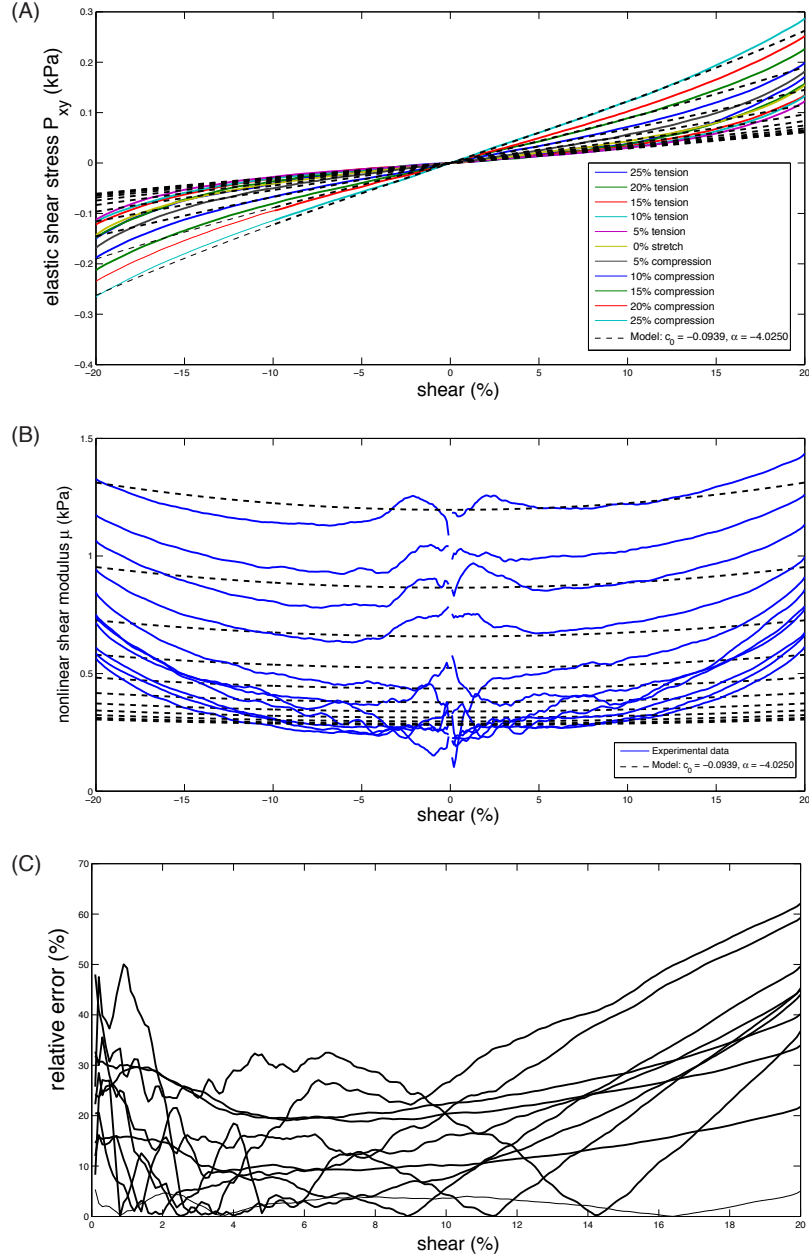 (A)
0.3
0.2
0.1
0
−0.1
−0.2
−0.3
−0.4
elastic shear stress P xy (kPa)
25% tension
20% tension
15% tension
10% tension
5% tension
0% stretch
5% compression
10% compression
15% compression
20% compression
25% compression
Model: c0 = −0.0939, α = −4.0250
−20 −15 −10 −5 0 5 10 15 20
shear (%)
(B)
1.5
1
0.5
0
nonlinear shear modulus μ (kPa)
Experimental data
Model: c0 = −0.0939, α = −4.0250
−20 −15 −10 −5 0 5 10 15 20
shear (%)
(C)
70
60
50
40
30
20
10
0
relative error (%)
0 2 4 6 8 10 12 14 16 18 20
shear (%)